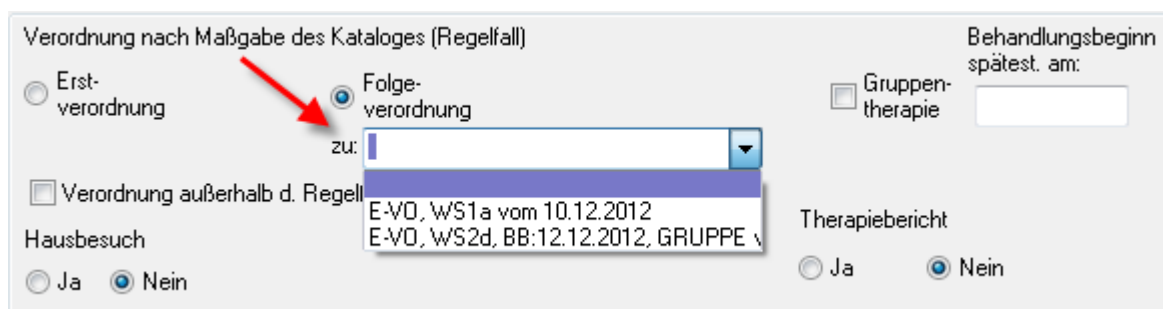 Verordnung nach Maßgabe des Kataloges (Regelfall)
Behandlungsbeginn
spätest. am:
Erst-
verordnung
Folge-
verordnung
Gruppen-
therapie
zu:
Verordnung außerhalb d. Regelf
E-VO, WS1a vom 10.12.2012
E-VO, WS2d, BB:12.12.2012, GRUPPE v
Hausbesuch
Therapiebericht
Ja
Nein
Ja
Nein